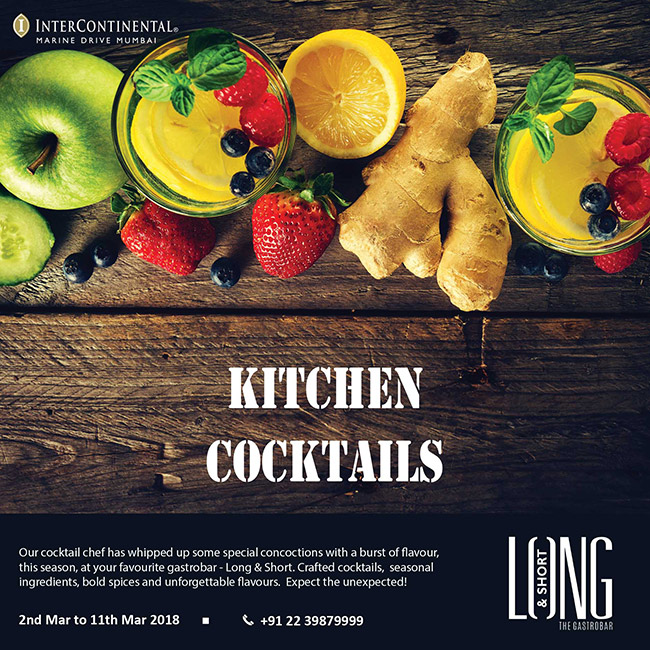 INTERCONTINENTAL®
MARINE DRIVE MUMBAI
KITCHEN
COCKTAILS
Our cocktail chef has whipped up some special concoctions with a burst of flavour,
this season, at your favourite gastrobar - Long & Short. Crafted cocktails, seasonal
ingredients, bold spices and unforgettable flavours. Expect the unexpected!
2nd Mar to 11th Mar 2018 ■ +91 22 39879999
LONG
& SHORT
THE GASTROBAR